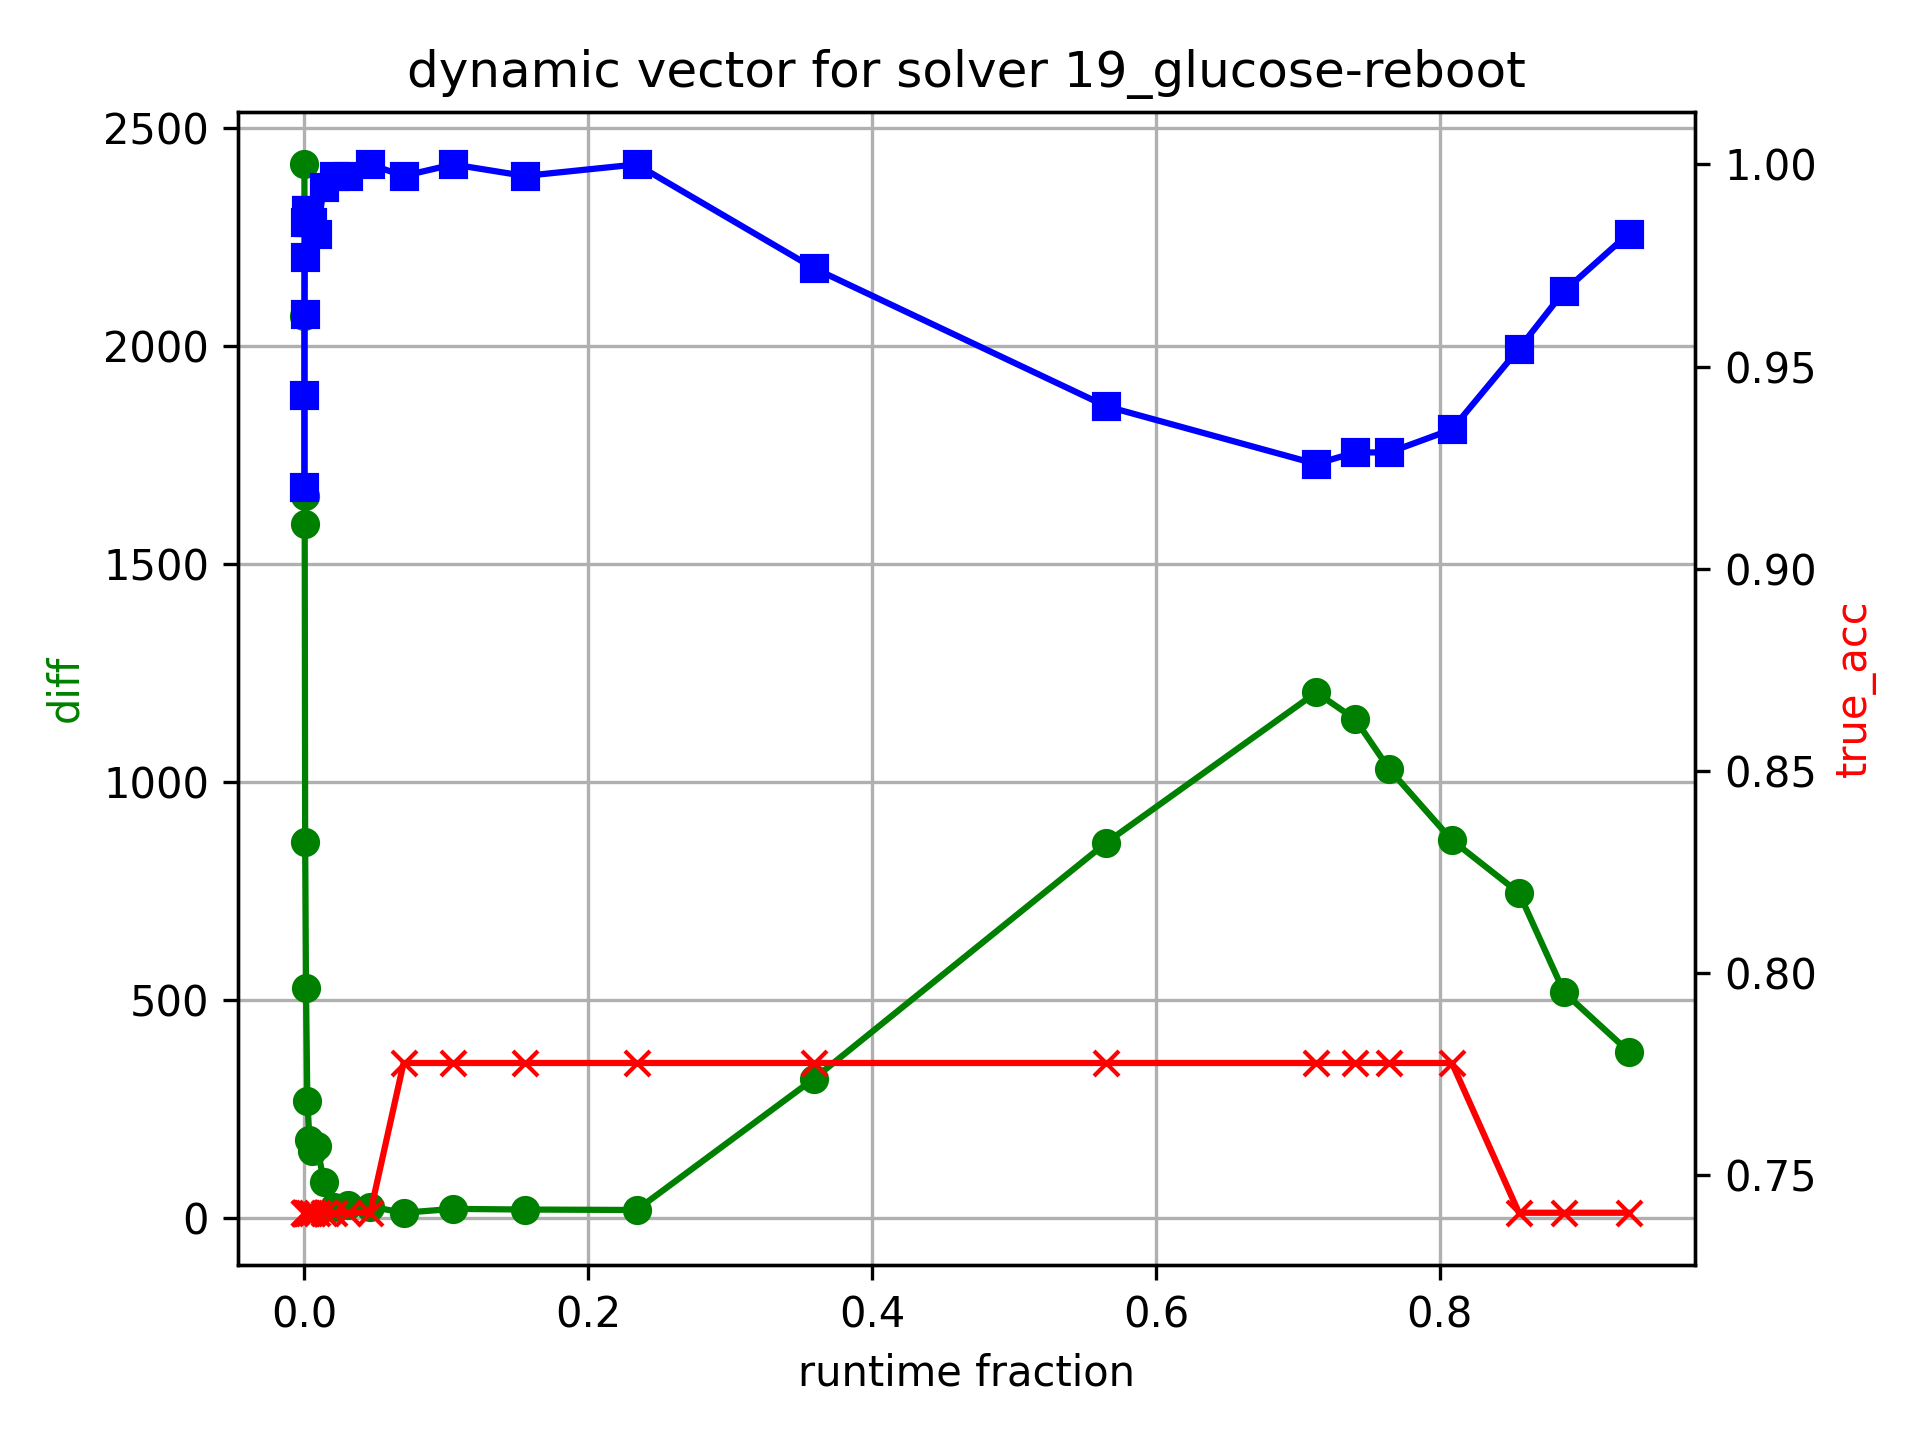 dynamic vector for solver 19_glucose-reboot
2500
2000
1500
1000
500
0
diff
1.00
0.95
0.90
0.85
0.80
0.75
true_acc
0.0 0.2 0.4 0.6 0.8
runtime fraction